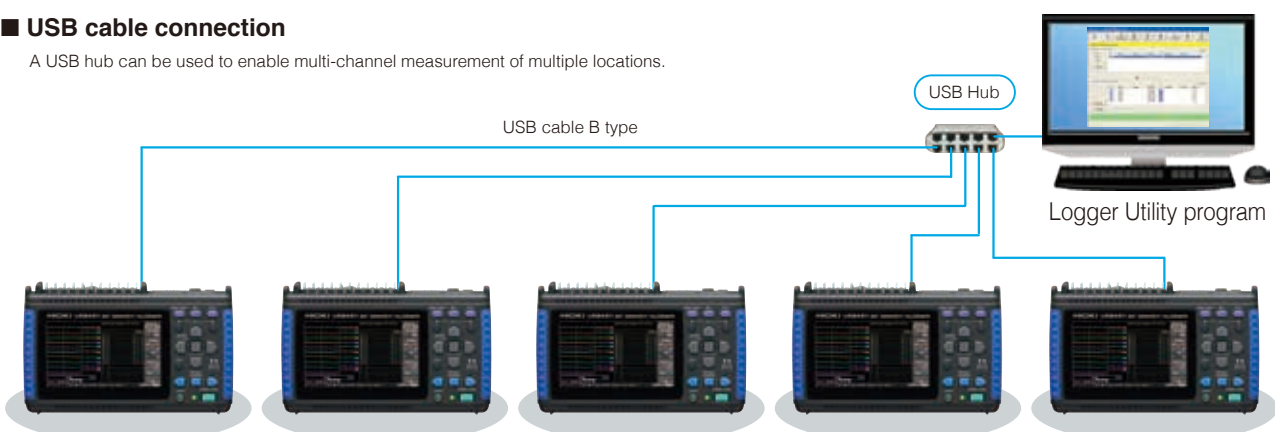 ■ USB cable connection
A USB hub can be used to enable multi-channel measurement of multiple locations.
USB Hub
USB cable B type
Logger Utility program